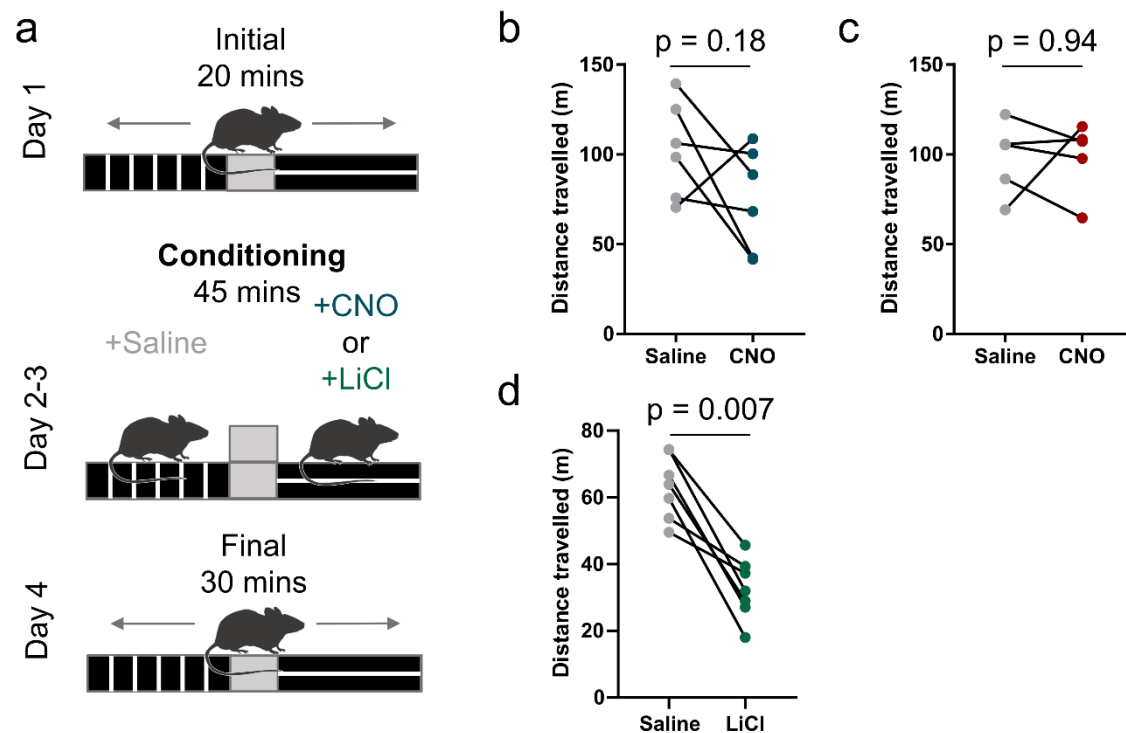 a
Day 1
Initial
20 mins
Conditioning
45 mins
+CNO
or
+LiCl
+Saline
Day 2-3
Final
30 mins
Day 4
b
p = 0.18
Distance travelled (m)
150
100
50
0
Saline CNO
c
p = 0.94
Distance travelled (m)
150
100
50
0
Saline CNO
d
p = 0.007
Distance travelled (m)
80
60
40
20
0
Saline LiCl